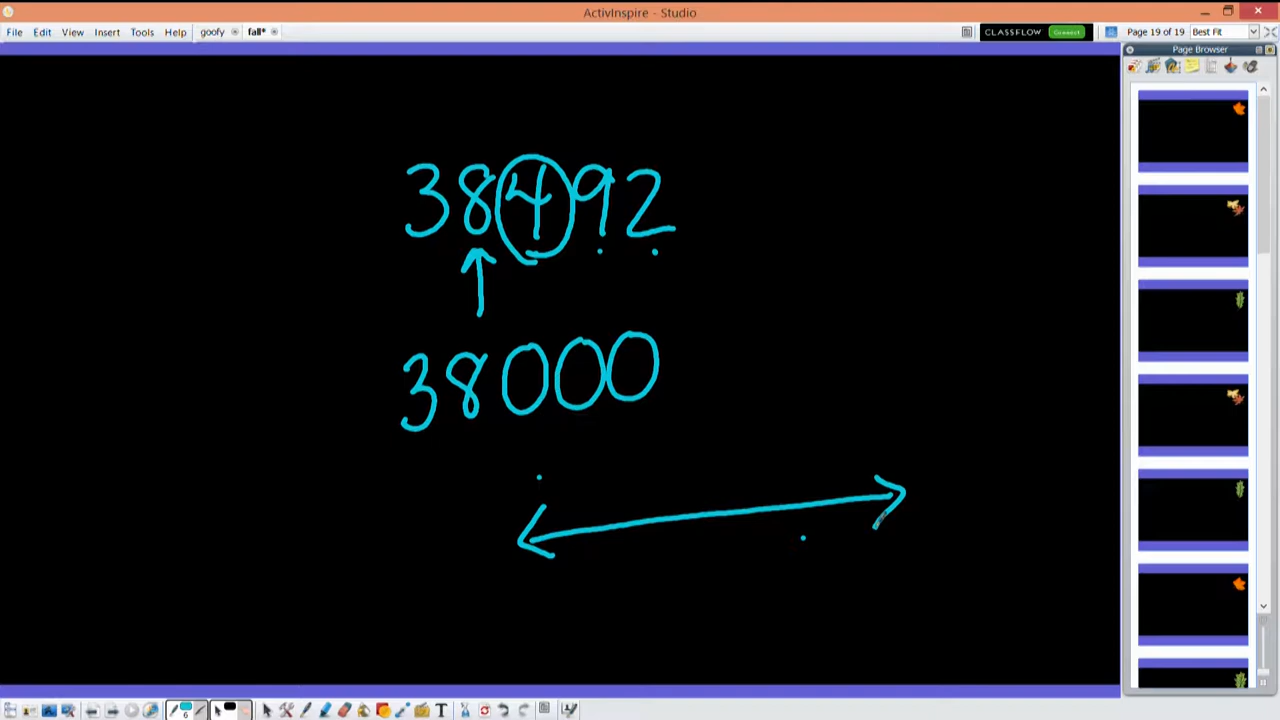 ActivInspire - Studio
File Edit View Insert Tools Help goofy fall* CLASSFLOW Connect Page 19 of 19 Best Fit
Page Browser
38492
38000
6 T